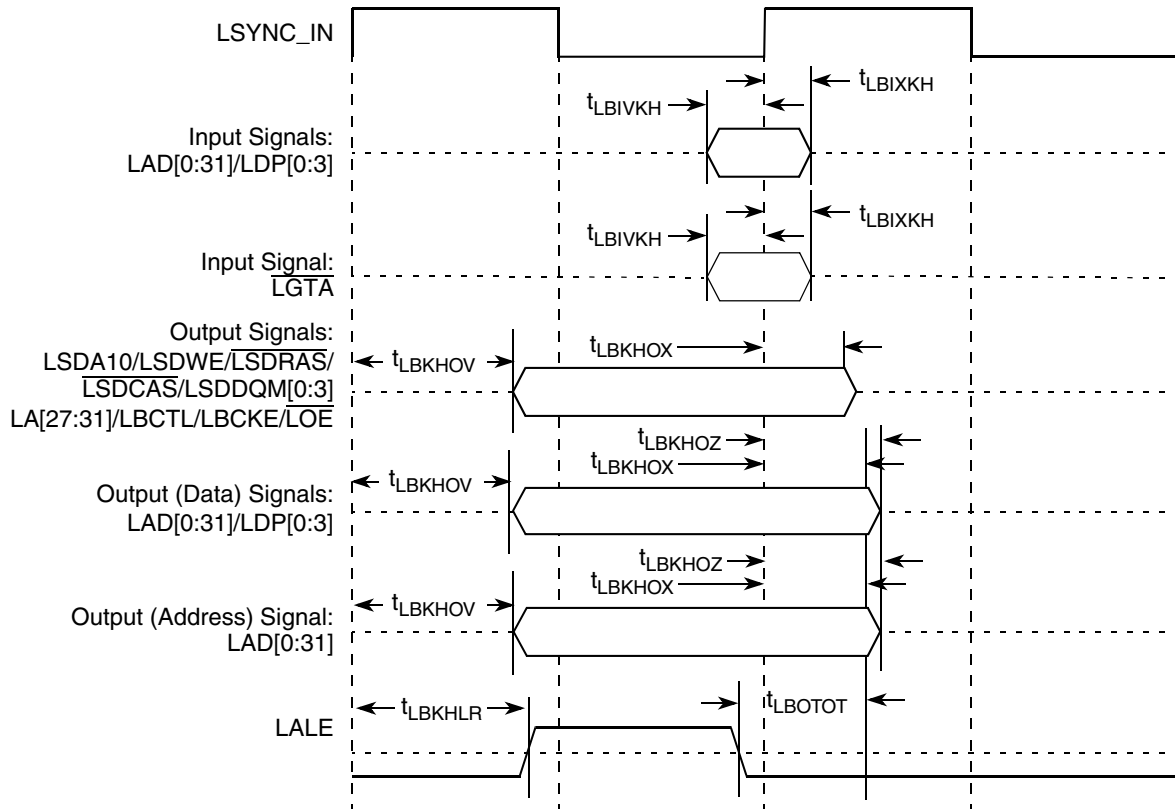 LSYNC_IN
tLBIXKH
tLBIVKH
Input Signals:
LAD[0:31]/LDP[0:3]
tLBIXKH
tLBIVKH
Input Signal:
LGTA
Output Signals:
LSDA10/LSDWE/LSDRAS/
LSDCAS/LSDDQM[0:3]
LA[27:31]/LBCTL/LBCKE/LOE
tLBKHOV
tLBKHOX
tLBKHOZ
tLBKHOX
tLBKHOV
Output (Data) Signals:
LAD[0:31]/LDP[0:3]
tLBKHOZ
tLBKHOX
tLBKHOV
Output (Address) Signal:
LAD[0:31]
tLBKHLR
tLBOTOT
LALE